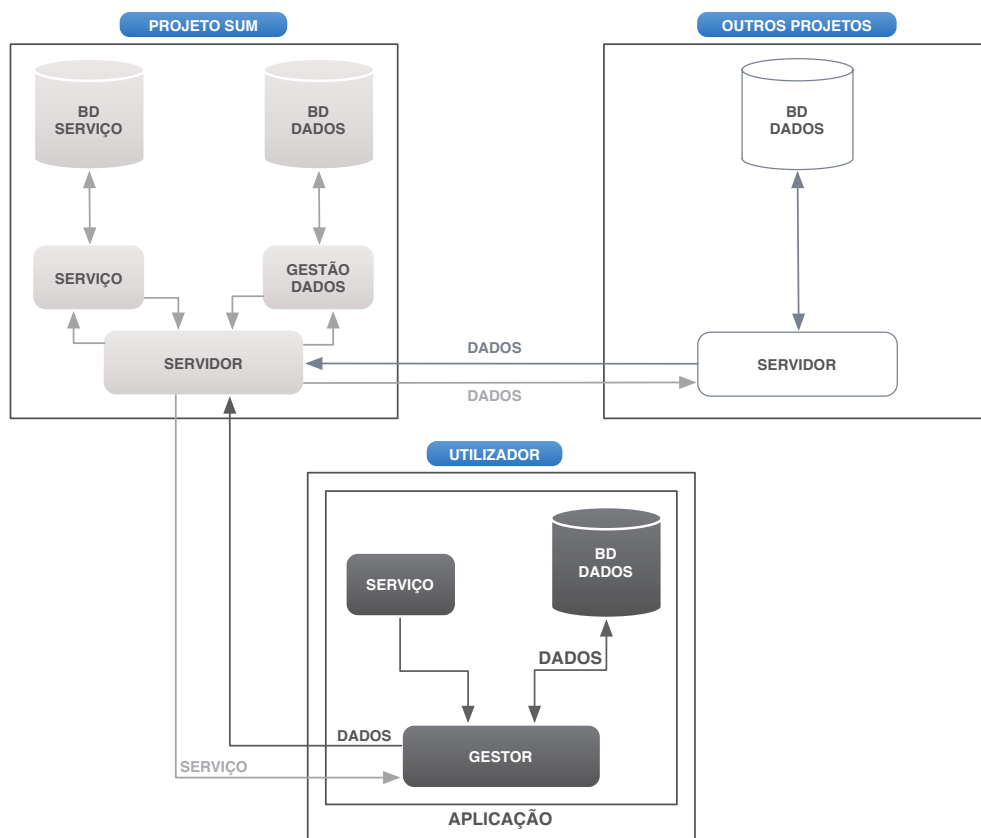 PROJETO SUM
OUTROS PROJETOS
BD
SERVIÇO
BD
DADOS
BD
DADOS
SERVIÇO
GESTÃO
DADOS
SERVIDOR
DADOS
DADOS
SERVIDOR
UTILIZADOR
SERVIÇO
BD
DADOS
DADOS
DADOS
GESTOR
SERVIÇO
APLICAÇÃO